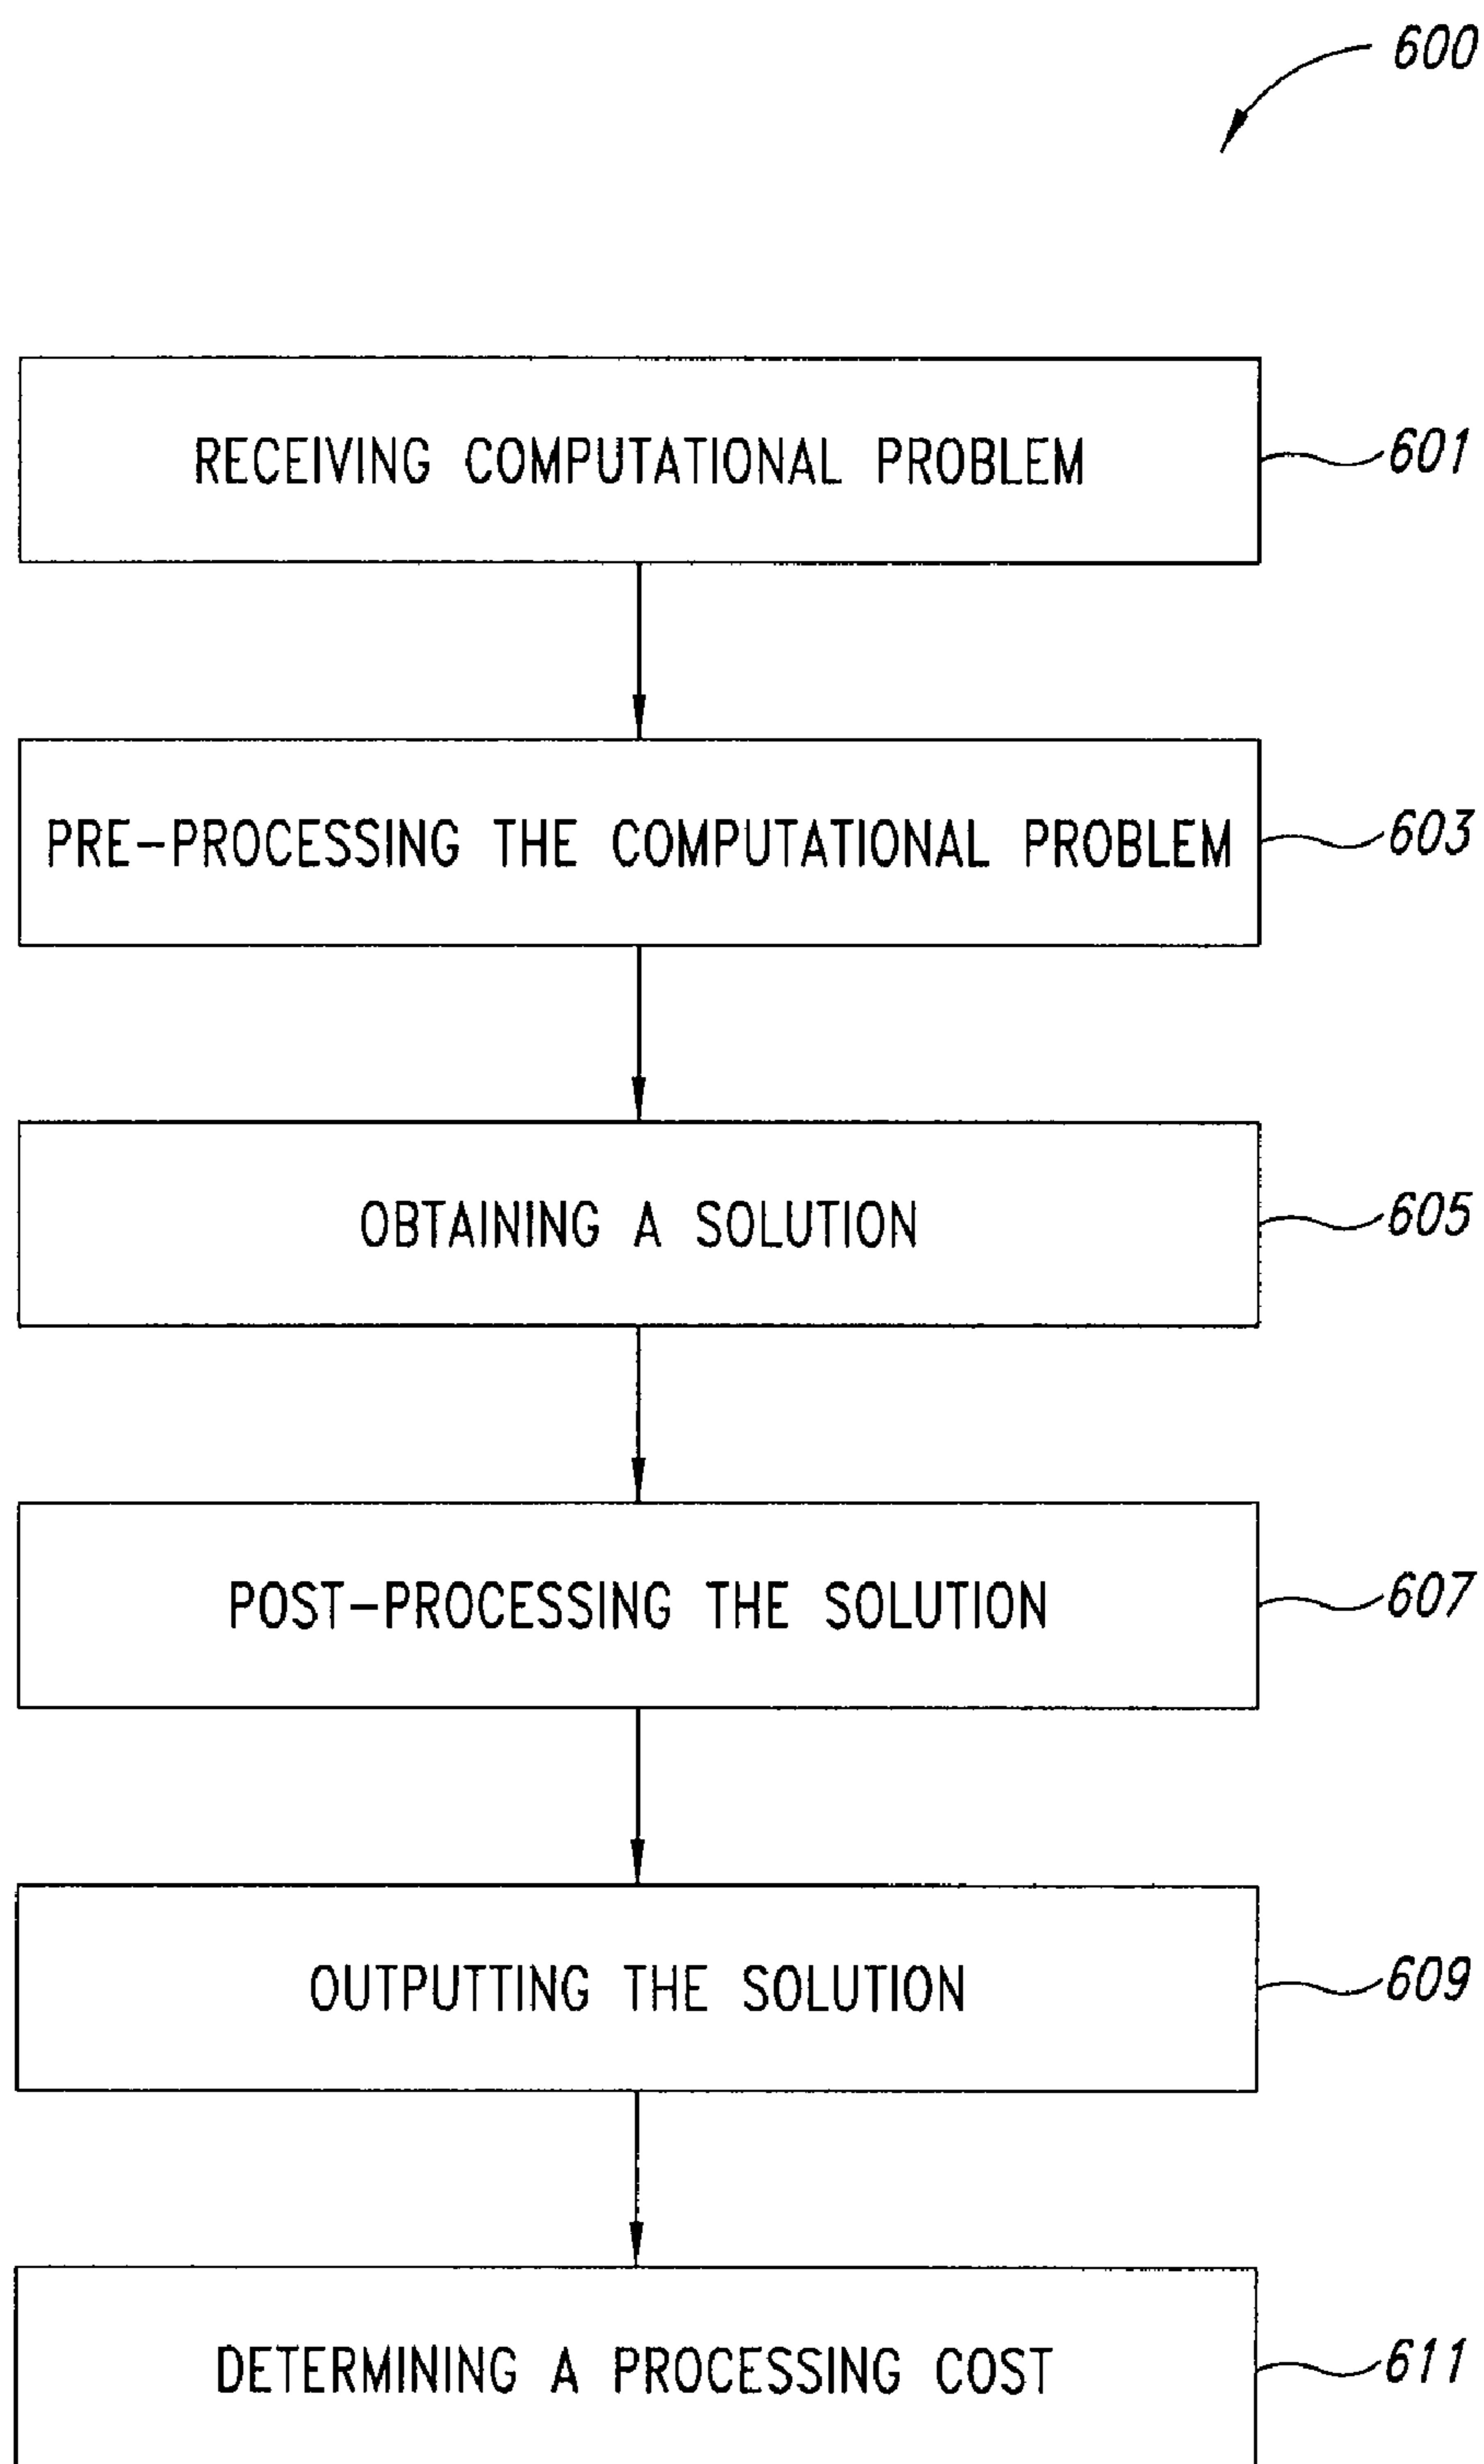 600
RECEIVING COMPUTATIONAL PROBLEM 601
PRE-PROCESSING THE COMPUTATIONAL PROBLEM 603
OBTAINING A SOLUTION 605
POST-PROCESSING THE SOLUTION 607
OUTPUTTING THE SOLUTION 609
DETERMINING A PROCESSING COST 611